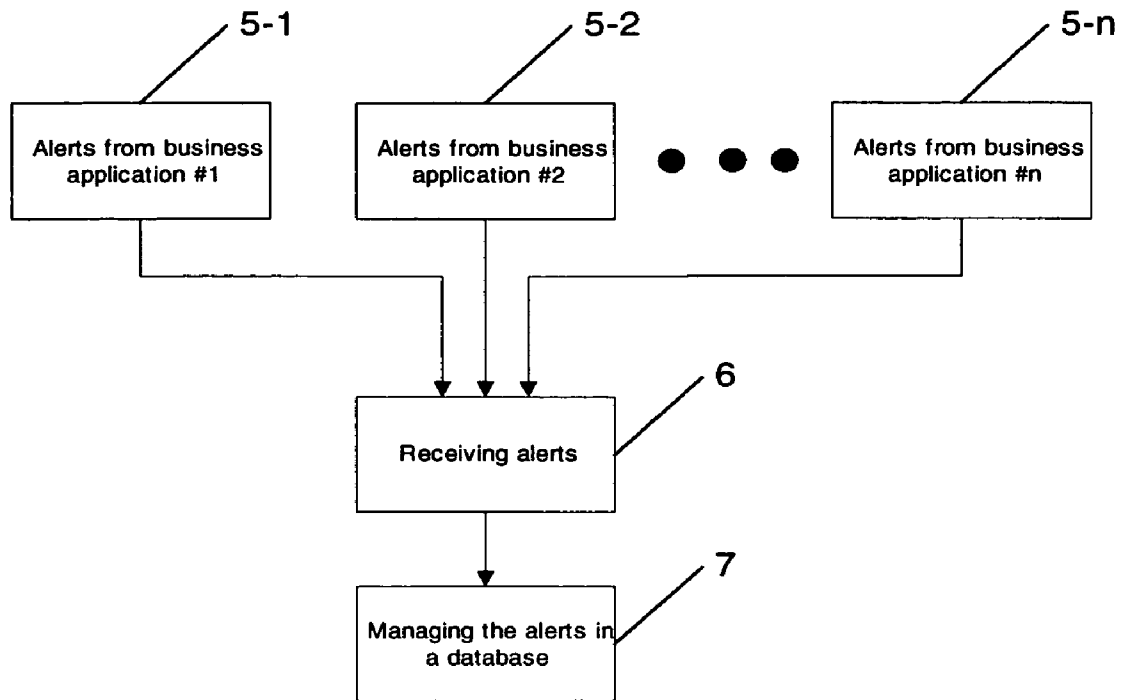 5-1
5-2
5-n
Alerts from business
application #1
Alerts from business
application #2
Alerts from business
application #n
6
Receiving alerts
7
Managing the alerts in
a database